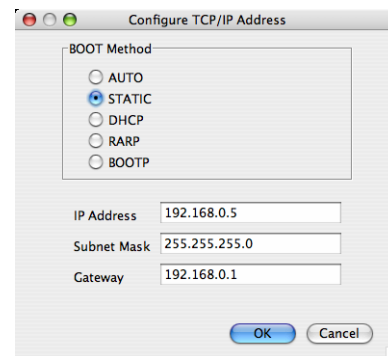 Configure TCP/IP Address
BOOT Method
AUTO
STATIC
DHCP
RARP
BOOTP
IP Address 192.168.0.5
Subnet Mask 255.255.255.0
Gateway 192.168.0.1
OK Cancel